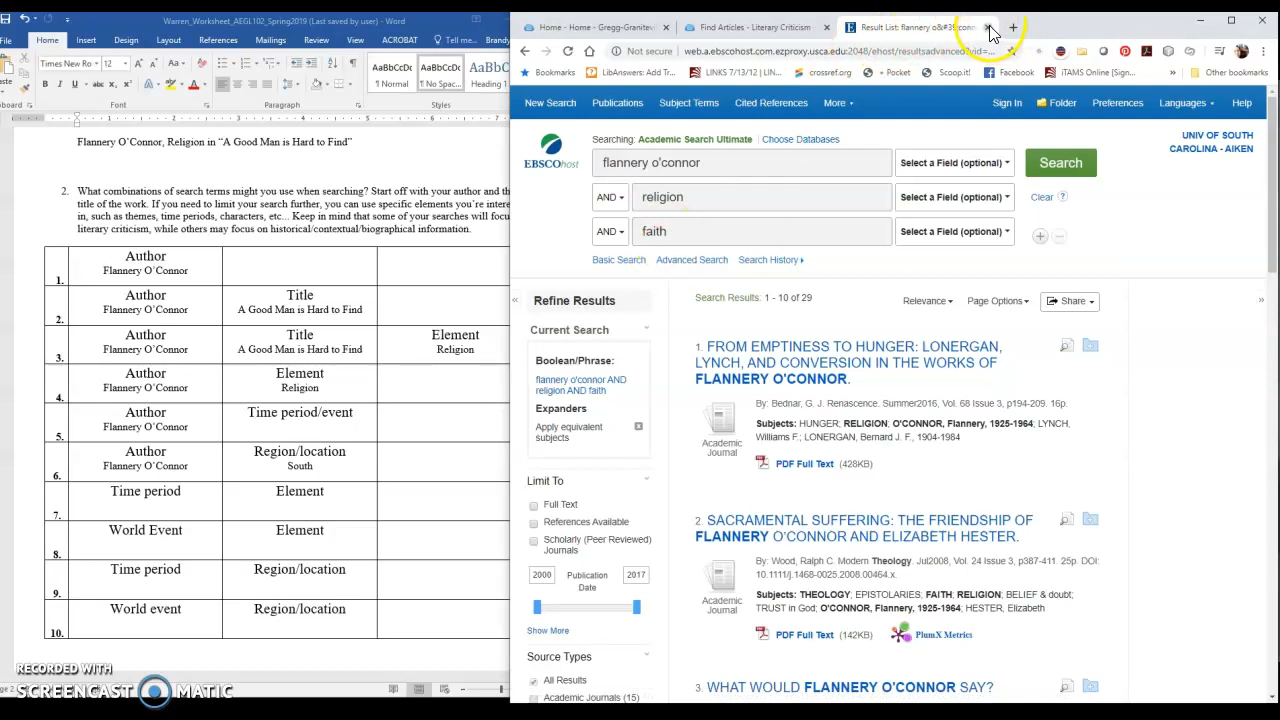 Warren_Worksheet_AEGL102_Spring2019 (Last saved by user) - Word
File Home Insert Design Layout References Mailings
Times New Ro 12
B I U
AaBbCcDc AaBbCcDc AaBbC
¶ Normal ¶ No Spac... Heading 1
Font Paragraph Styles
Flannery O’Connor, Religion in “A Good Man is Hard to Find”
2. What combinations of search terms might you use when searching? Start off with your author and the
title of the work. If you need to limit your search further, you can use specific elements you’re intere
in, such as themes, time periods, characters, etc... Keep in mind that some of your searches will focu
literary criticism, while others may focus on historical/contextual/biographical information.
1. Author
Flannery O’Connor
2. Author Title
Flannery O’Connor A Good Man is Hard to Find
3. Author Title Element
Flannery O’Connor A Good Man is Hard to Find Religion
4. Author Element
Flannery O’Connor Religion
5. Author Time period/event
Flannery O’Connor
6. Author Region/location
Flannery O’Connor South
7. Time period Element
8. World Event Element
9. Time period Region/location
10. World event Region/location
RECORDED WITH
SCREENCAST MATIC
Home - Home - Gregg-Granitevi
Find Articles - Literary Criticism
Result List: flannery o&#39;conn
Not secure web.a.ebscohost.com.ezproxy.usca.edu:2048/ehost/resultsadvanced?vid=...
Bookmarks LibAnswers: Add Tr... LINKS 7/13/12 | LIN... crossref.org + Pocket Scoop.it! Facebook iTAMS Online [Sign... » Other bookmarks
New Search Publications Subject Terms Cited References More Sign In Folder Preferences Languages Help
Searching: Academic Search Ultimate Choose Databases
UNIV OF SOUTH
CAROLINA - AIKEN
EBSCOhost
flannery o'connor Select a Field (optional) Search
AND religion Select a Field (optional) Clear ?
AND faith Select a Field (optional)
Basic Search Advanced Search Search History
Refine Results
Search Results: 1 - 10 of 29 Relevance Page Options Share
Current Search
Boolean/Phrase:
flannery o'connor AND
religion AND faith
Expanders
Apply equivalent
subjects
Limit To
Full Text
References Available
Scholarly (Peer Reviewed)
Journals
2000 Publication Date 2017
Show More
Source Types
All Results
Academic Journals (15)
1. FROM EMPTINESS TO HUNGER: LONERGAN,
LYNCH, AND CONVERSION IN THE WORKS OF
FLANNERY O'CONNOR.
By: Bednar, G. J. Renascence. Summer2016, Vol. 68 Issue 3, p194-209. 16p.
Subjects: HUNGER; RELIGION; O'CONNOR, Flannery, 1925-1964; LYNCH,
Williams F.; LONERGAN, Bernard J. F., 1904-1984
Academic
Journal
PDF Full Text (428KB)
2. SACRAMENTAL SUFFERING: THE FRIENDSHIP OF
FLANNERY O'CONNOR AND ELIZABETH HESTER.
By: Wood, Ralph C. Modern Theology. Jul2008, Vol. 24 Issue 3, p387-411. 25p. DOI:
10.1111/j.1468-0025.2008.00464.x.
Subjects: THEOLOGY; EPISTOLARIES; FAITH; RELIGION; BELIEF & doubt;
TRUST in God; O'CONNOR, Flannery, 1925-1964; HESTER, Elizabeth
Academic
Journal
PDF Full Text (142KB) PlumX Metrics
3. WHAT WOULD FLANNERY O'CONNOR SAY?